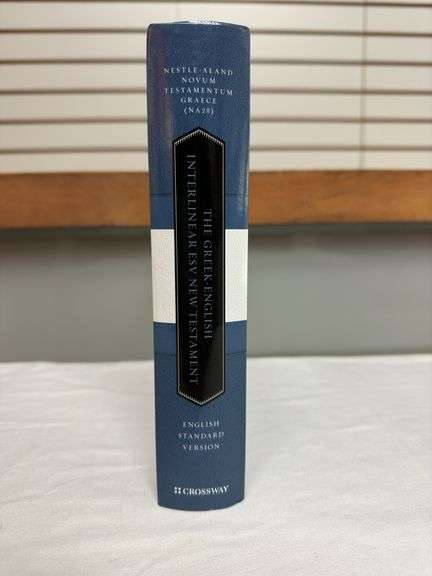 NESTLE-ALAND
NOVUM
TESTAMENTUM
GRAECE
(NA28)
THE GREEK-ENGLISH
INTERLINEAR ESV NEW TESTAMENT
ENGLISH
STANDARD
VERSION
CROSSWAY